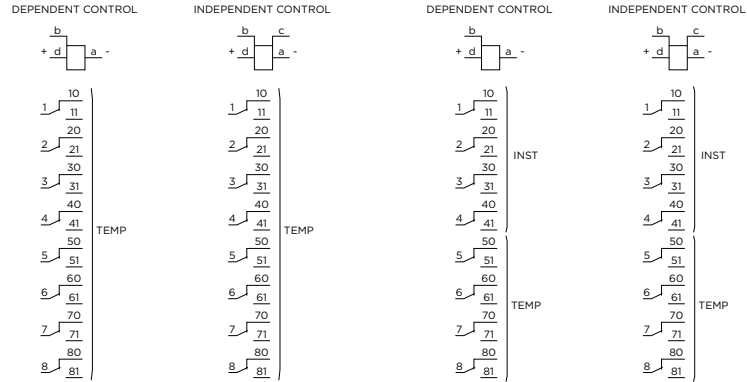 DEPENDENT CONTROL INDEPENDENT CONTROL DEPENDENT CONTROL INDEPENDENT CONTROL
b b c b b c
+ d a - + d a - + d a - + d a -
10 10 10 10
1 11 1 11 1 11 1 11
20 20 20 20
2 21 2 21 2 21 2 21
INST INST
30 30 30 30
3 31 3 31 3 31 3 31
40 40 40 40
4 41 4 41 4 41 4 41
TEMP TEMP
50 50 50 50
5 51 5 51 5 51 5 51
60 60 60 60
6 61 6 61 6 61 6 61
TEMP TEMP
70 70 70 70
7 71 7 71 7 71 7 71
80 80 80 80
8 81 8 81 8 81 8 81